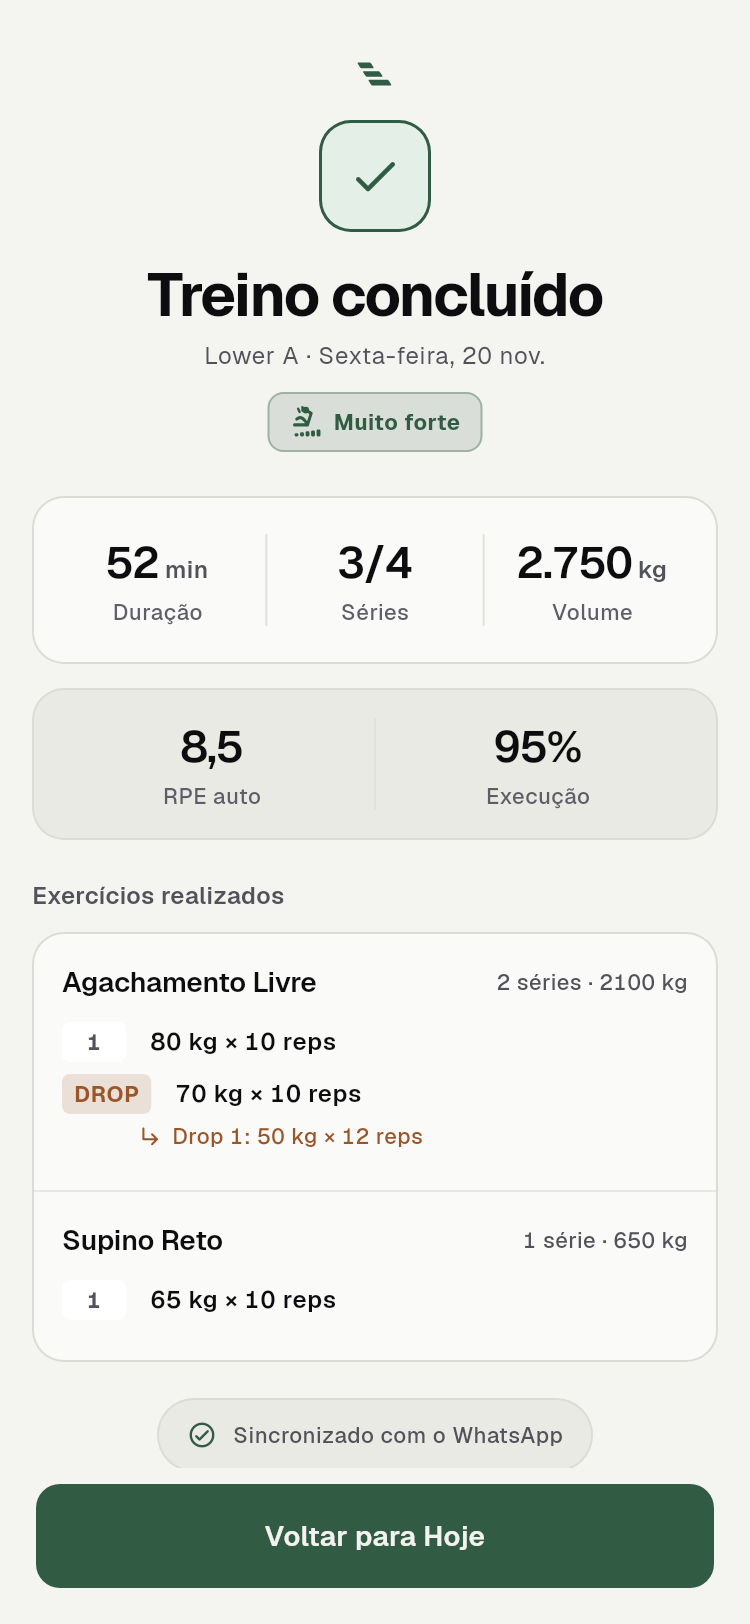 Treino concluído
Lower A · Sexta-feira, 20 nov.
Muito forte
52 min
Duração
3/4
Séries
2.750 kg
Volume
8,5
RPE auto
95%
Execução
Exercícios realizados
Agachamento Livre
2 séries · 2100 kg
1 80 kg × 10 reps
DROP 70 kg × 10 reps
↳ Drop 1: 50 kg × 12 reps
Supino Reto
1 série · 650 kg
1 65 kg × 10 reps
Sincronizado com o WhatsApp
Voltar para Hoje